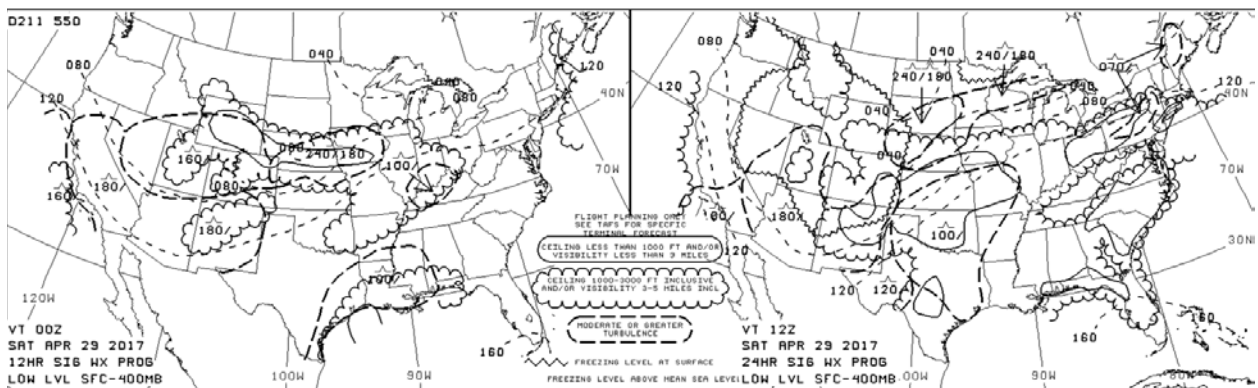 D211 550
080
040
040
080
120
120
40N
080
240/180
160/
100/
080
180/
160/
70W
180/
100/
120W
100W
90W
160
VT 00Z
SAT APR 29 2017
12HR SIG WX PROG
LOW LVL SFC-400MB
FLIGHT PLANNING ONLY
SEE TAFS FOR SPECFIC
TERMINAL FORECAST
CEILING LESS THAN 1000 FT AND/OR
VISIBILITY LESS THAN 3 MILES
CEILING 1000-3000 FT INCLUSIVE
AND/OR VISIBILITY 3-5 MILES INCL
MODERATE OR GREATER
TURBULENCE
FREEZING LEVEL AT SURFACE
FREEZING LEVEL ABOVE MEAN SEA LEVEL
080
040
240/180
240/180
070/
120
120
040
080
040
40N
040
70W
180/
100/
120
30N
120
120
160
160
90W
VT 12Z
SAT APR 29 2017
24HR SIG WX PROG
LOW LVL SFC-400MB